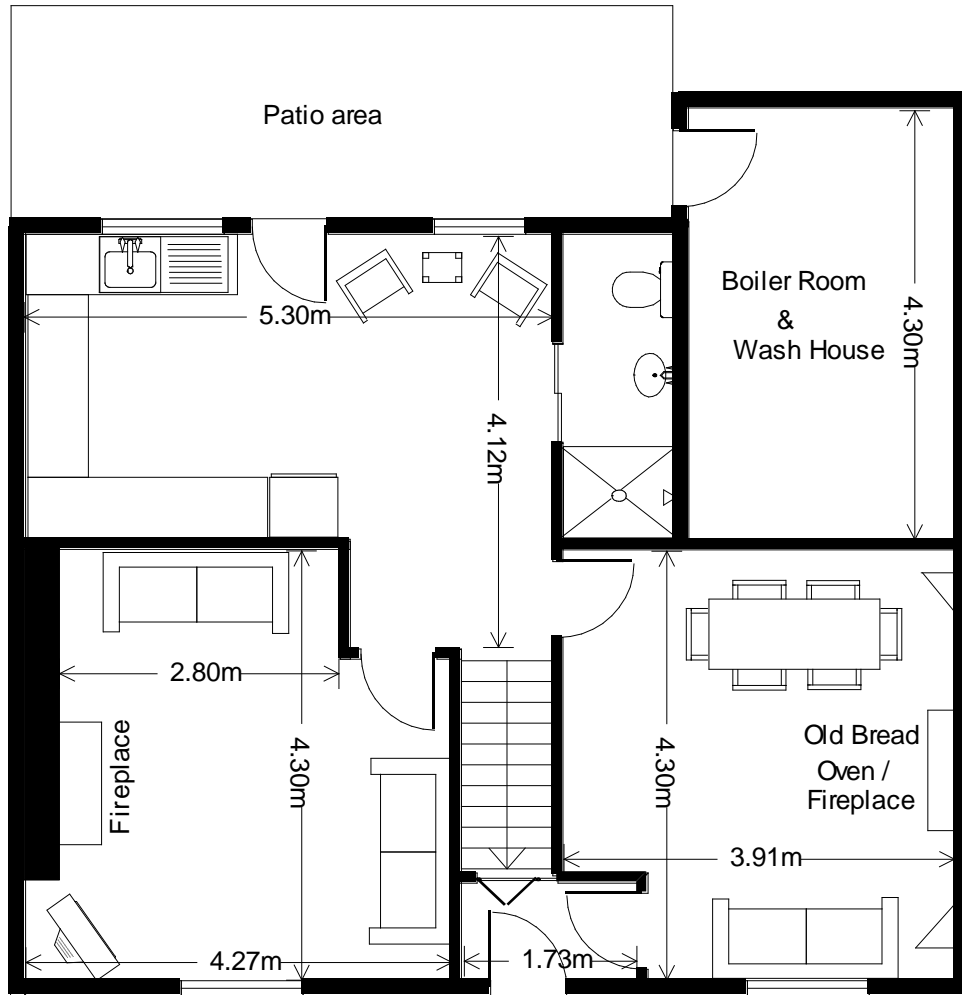 Patio area
Boiler Room
&
Wash House
4.30m
5.30m
4.12m
2.80m
Fireplace
4.30m
4.30m
Old Bread
Oven /
Fireplace
3.91m
4.27m
1.73m